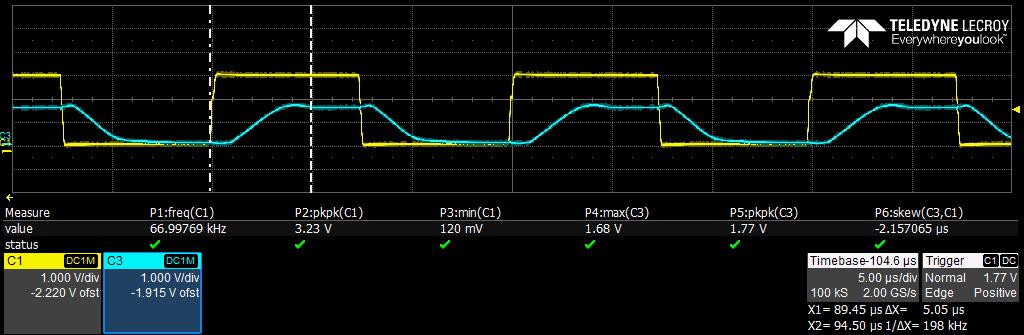 TELEDYNE LECROY
Everywhereyoulook™
Measure P1:freq(C1) P2:pkpk(C1) P3:min(C1) P4:max(C3) P5:pkpk(C3) P6:skew(C3,C1)
value 66.99769 kHz 3.23 V 120 mV 1.68 V 1.77 V -2.157065 µs
status
C1 DC1M
1.000 V/div
-2.220 V ofst
C3 DC1M
1.000 V/div
-1.915 V ofst
Timebase -104.6 µs
5.00 µs/div
100 kS 2.00 GS/s
Trigger C1 DC
Normal 1.77 V
Edge Positive
X1= 89.45 µs ΔX= 5.05 µs
X2= 94.50 µs 1/ΔX= 198 kHz